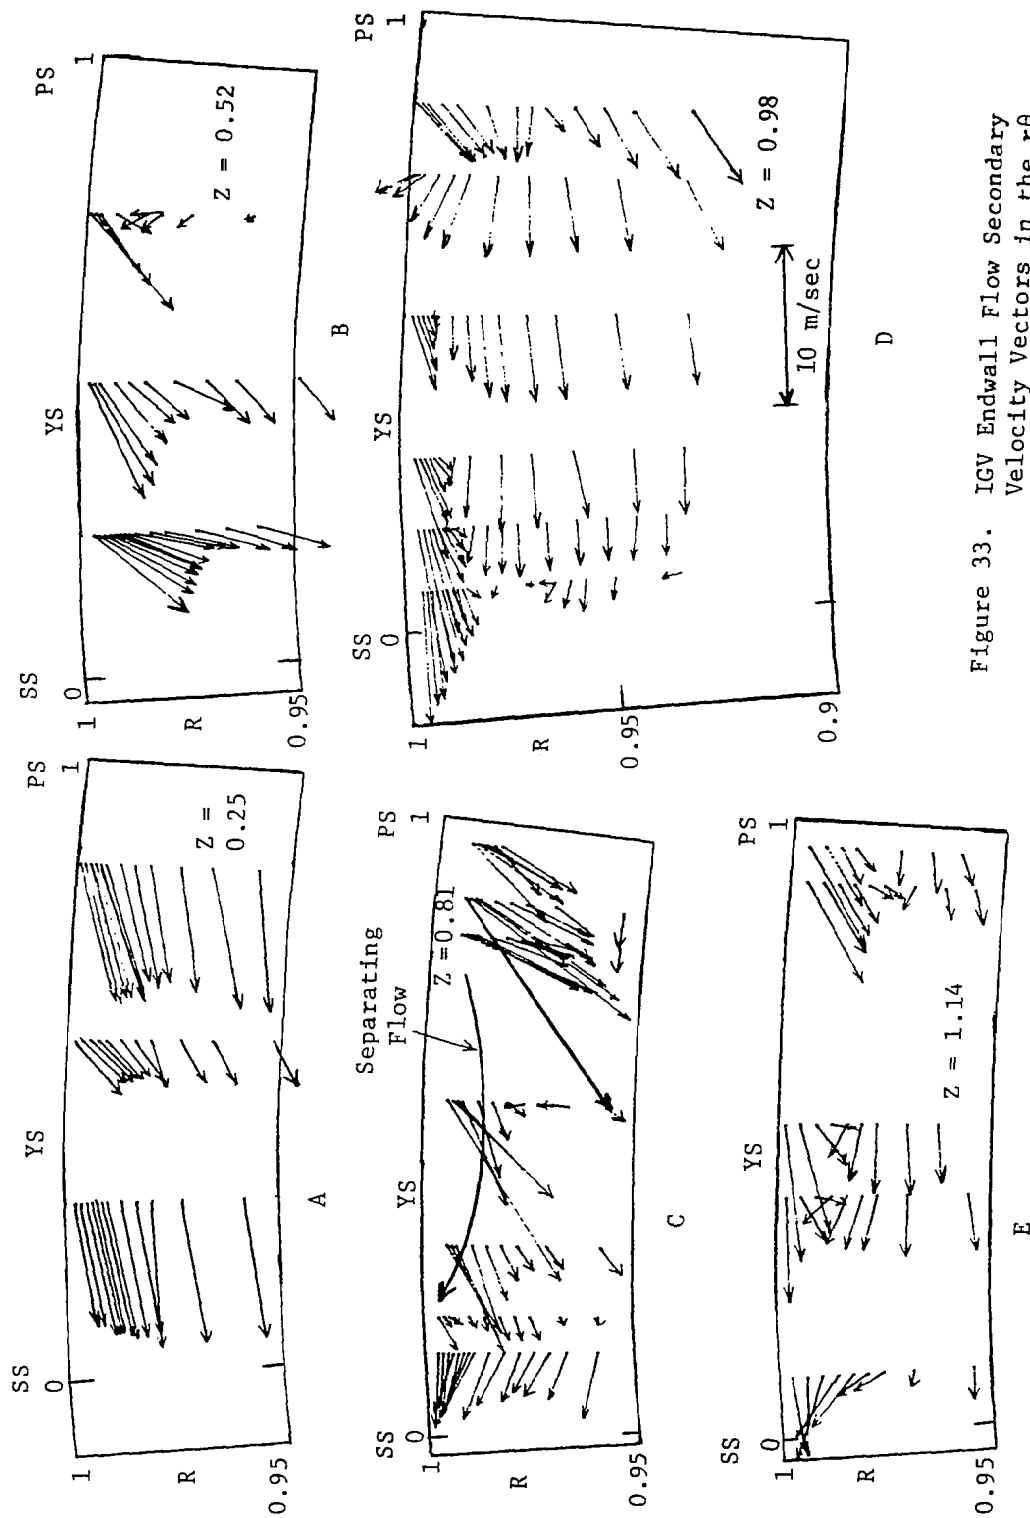 SS
YS
PS
0
1
1
R
0.95
Z =
0.25
A
SS
YS
PS
0
1
1
R
0.95
Z = 0.52
B
SS
YS
PS
0
1
1
R
0.95
Separating
Flow
Z = 0.81
C
SS
YS
PS
0
1
1
R
0.95
0.9
Z = 0.98
10 m/sec
D
SS
YS
PS
0
1
1
R
0.95
Z = 1.14
E
Figure 33. IGV Endwall Flow Secondary
Velocity Vectors in the rθ